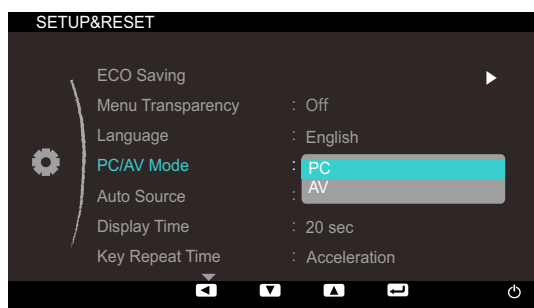 SETUP&RESET
ECO Saving
Menu Transparency : Off
Language : English
PC/AV Mode : PC
AV
Auto Source :
Display Time : 20 sec
Key Repeat Time : Acceleration